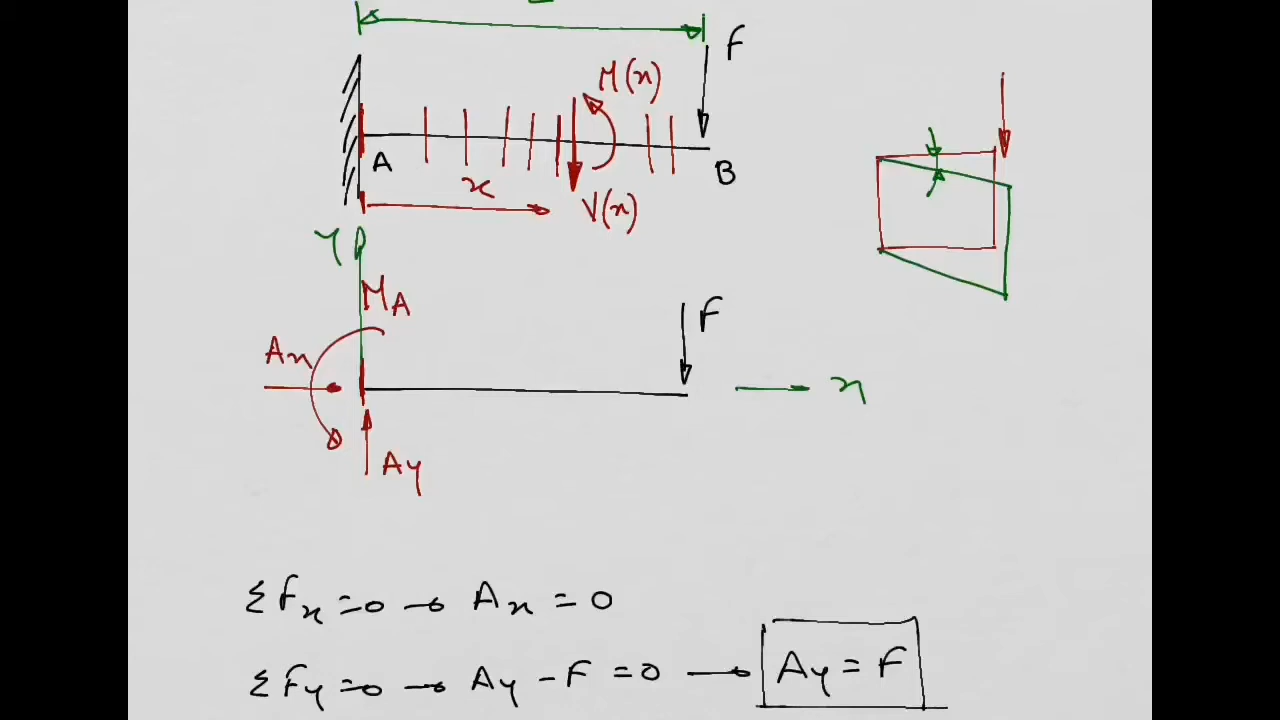 F
M(x)
A
B
x
V(x)
Y
MA
F
Ax
x
Ay
ΣFx=0 → Ax = 0
ΣFy=0 → Ay - F = 0 → Ay = F